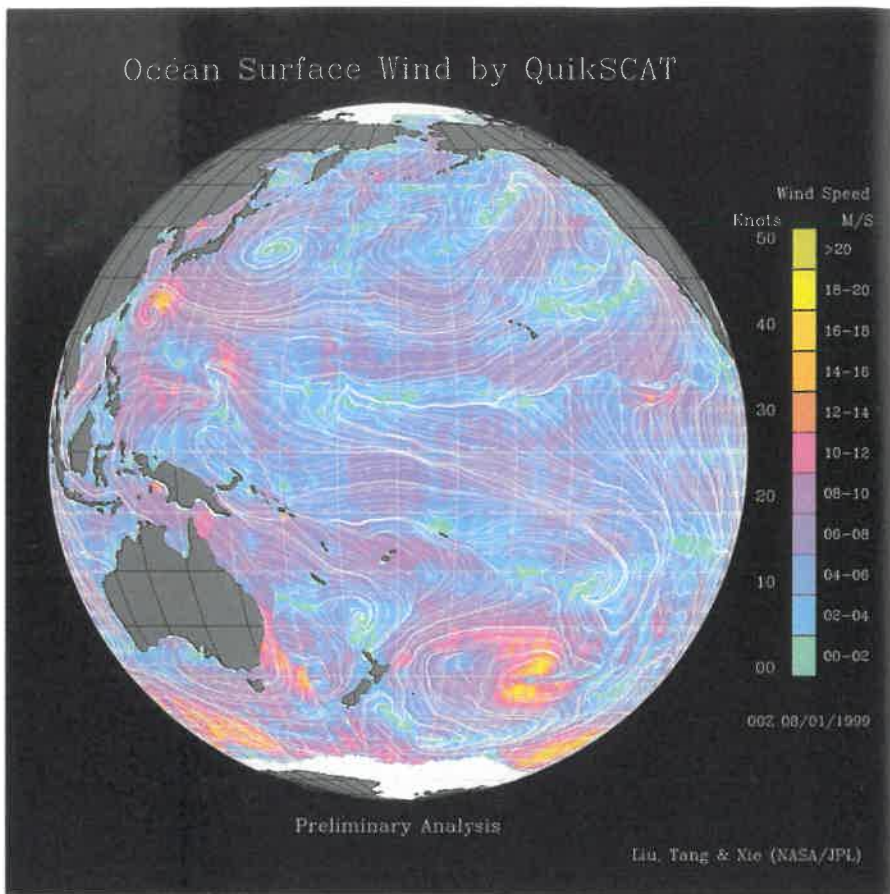 Ocean Surface Wind by QuikSCAT
Wind Speed
Knots M/S
50
>20
18-20
40
16-18
14-16
30
12-14
10-12
20
08-10
06-08
10
04-06
02-04
00
00-02
00Z 08/01/1999
Preliminary Analysis
Liu, Tang & Xie (NASA/JPL)